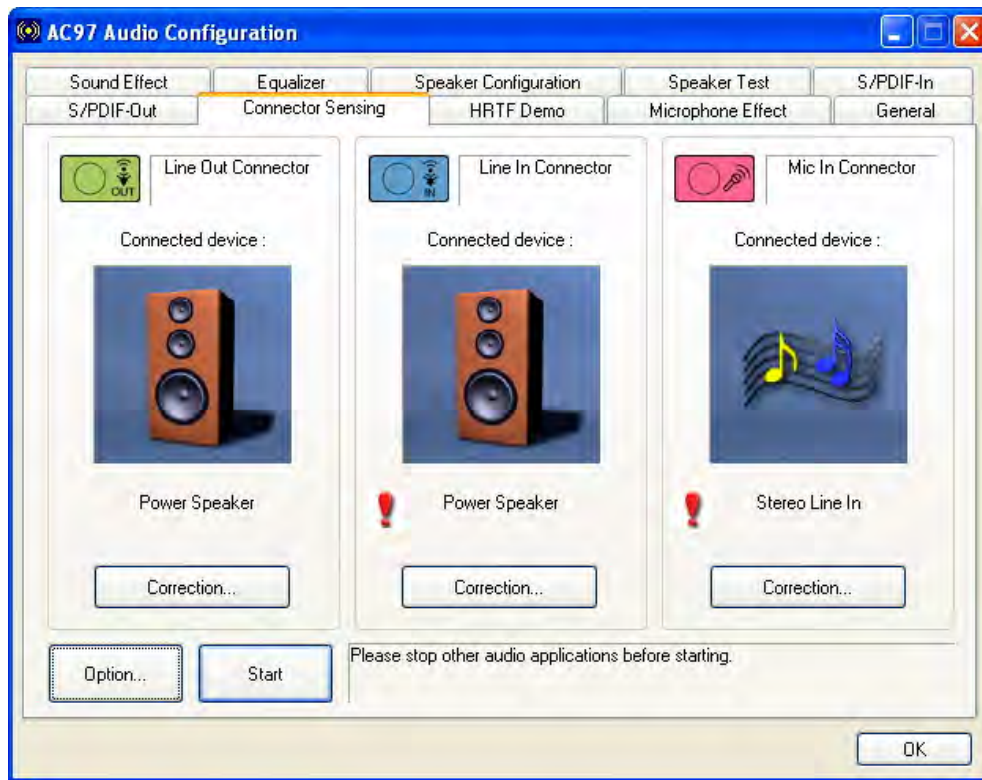 AC97 Audio Configuration
Sound Effect
Equalizer
Speaker Configuration
Speaker Test
S/PDIF-In
S/PDIF-Out
Connector Sensing
HRTF Demo
Microphone Effect
General
OUT
Line Out Connector
IN
Line In Connector
Mic In Connector
Connected device :
Connected device :
Connected device :
Power Speaker
Power Speaker
Stereo Line In
Correction...
Correction...
Correction...
Option...
Start
Please stop other audio applications before starting.
OK